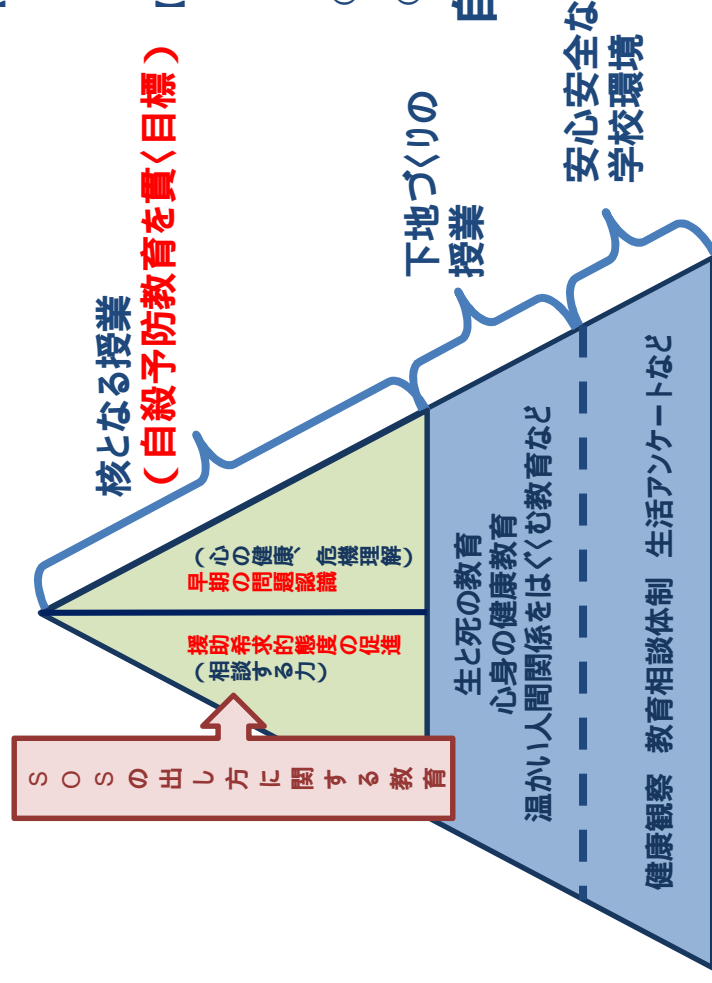 核となる授業
(自殺予防教育を貫く目標)
下地づくりの
授業
安心安全な
学校環境
早期の問題認識
(心の健康、危機理解)
援助希求的態度の促進
(相談する力)
SOSの出し方に関する教育
生と死の教育
心身の健康教育
温かい人間関係をはぐくむ教育など
健康観察 教育相談体制 生活アンケートなど